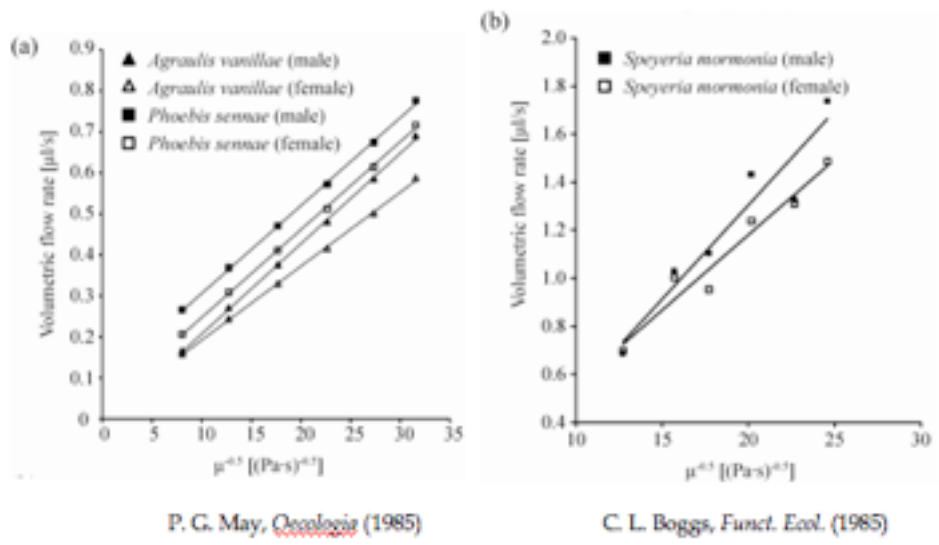 (a)
▲ Agraulis vanillae (male)
△ Agraulis vanillae (female)
■ Phoebis sennae (male)
□ Phoebis sennae (female)
Volumetric flow rate [µl/s]
0.9
0.8
0.7
0.6
0.5
0.4
0.3
0.2
0.1
0
0 5 10 15 20 25 30 35
µ⁻⁰·⁵ [(Pa·s)⁻⁰·⁵]
P. G. May, Oecologia (1985)
(b)
■ Speyeria mormonia (male)
□ Speyeria mormonia (female)
Volumetric flow rate [µl/s]
2.0
1.8
1.6
1.4
1.2
1.0
0.8
0.6
0.4
10 15 20 25 30
µ⁻⁰·⁵ [(Pa·s)⁻⁰·⁵]
C. L. Boggs, Funct. Ecol. (1985)